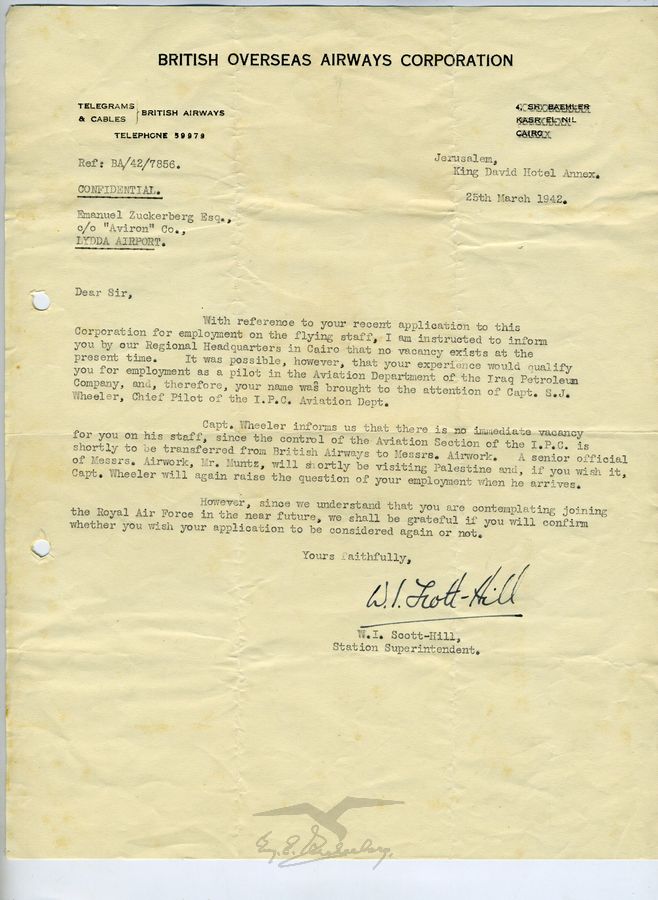 BRITISH OVERSEAS AIRWAYS CORPORATION
TELEGRAMS
& CABLES
BRITISH AIRWAYS
TELEPHONE 59979
4, SH. BAEHLER
KASR EL NIL
CAIRO
Ref: BA/42/7856.
Jerusalem,
King David Hotel Annex.
25th March 1942.
CONFIDENTIAL.
Emanuel Zuckerberg Esq.,
c/o "Aviron" Co.,
LYDDA AIRPORT.
Dear Sir,
With reference to your recent application to this
Corporation for employment on the flying staff, I am instructed to inform
you by our Regional Headquarters in Cairo that no vacancy exists at the
present time. It was possible, however, that your experience would qualify
you for employment as a pilot in the Aviation Department of the Iraq Petroleum
Company, and, therefore, your name was brought to the attention of Capt. S.J.
Wheeler, Chief Pilot of the I.P.C. Aviation Dept.
Capt. Wheeler informs us that there is no immediate vacancy
for you on his staff, since the control of the Aviation Section of the I.P.C. is
shortly to be transferred from British Airways to Messrs. Airwork. A senior official
of Messrs. Airwork, Mr. Muntz, will shortly be visiting Palestine and, if you wish it,
Capt. Wheeler will again raise the question of your employment when he arrives.
However, since we understand that you are contemplating joining
the Royal Air Force in the near future, we shall be grateful if you will confirm
whether you wish your application to be considered again or not.
Yours faithfully,
W.I. Scott-Hill
W.I. Scott-Hill,
Station Superintendent.